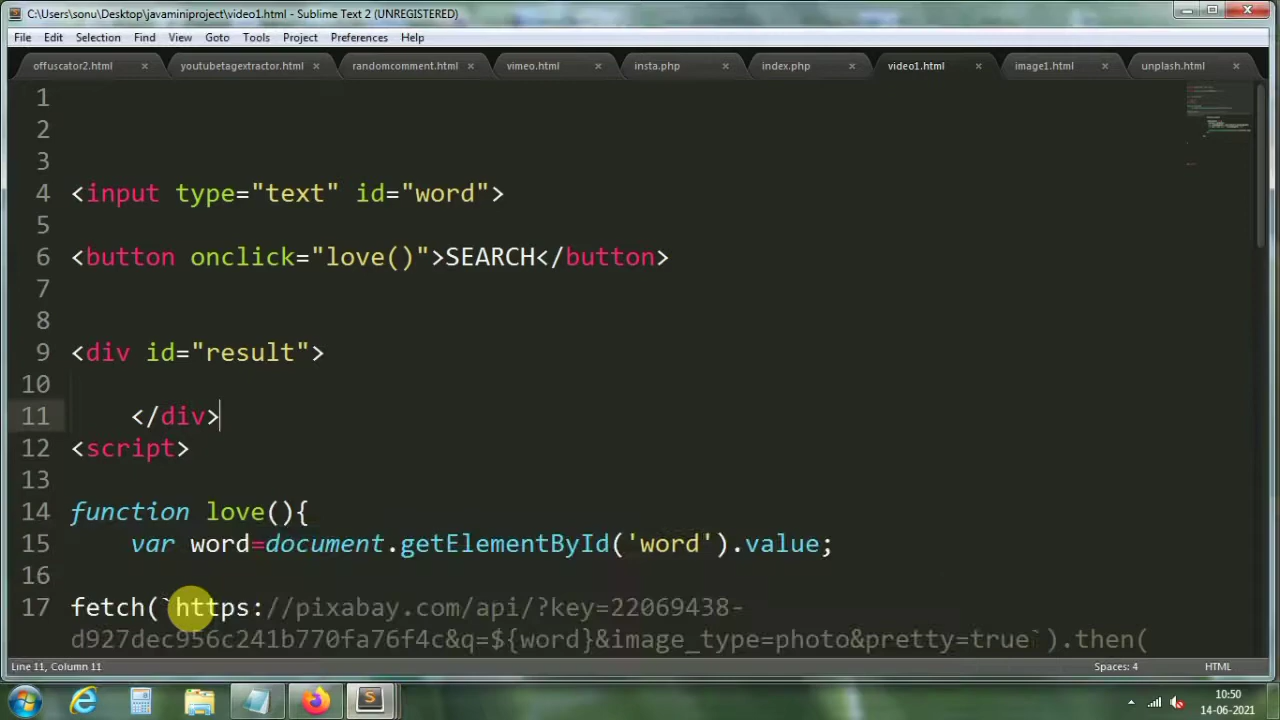 C:\Users\sonu\Desktop\javaminiproject\video1.html - Sublime Text 2 (UNREGISTERED)
File Edit Selection Find View Goto Tools Project Preferences Help
offuscator2.html youtubetagextractor.html randomcomment.html vimeo.html insta.php index.php video1.html image1.html unplash.html
1
2
3
4 <input type="text" id="word">
5
6 <button onclick="love()">SEARCH</button>
7
8
9 <div id="result">
10
11     </div>
12 <script>
13
14 function love(){
15     var word=document.getElementById('word').value;
16
17 fetch(`https://pixabay.com/api/?key=22069438-
d927dec956c241b770fa76f4c&q=${word}&image_type=photo&pretty=true`).then(
Line 11, Column 11 Spaces: 4 HTML
10:50
14-06-2021